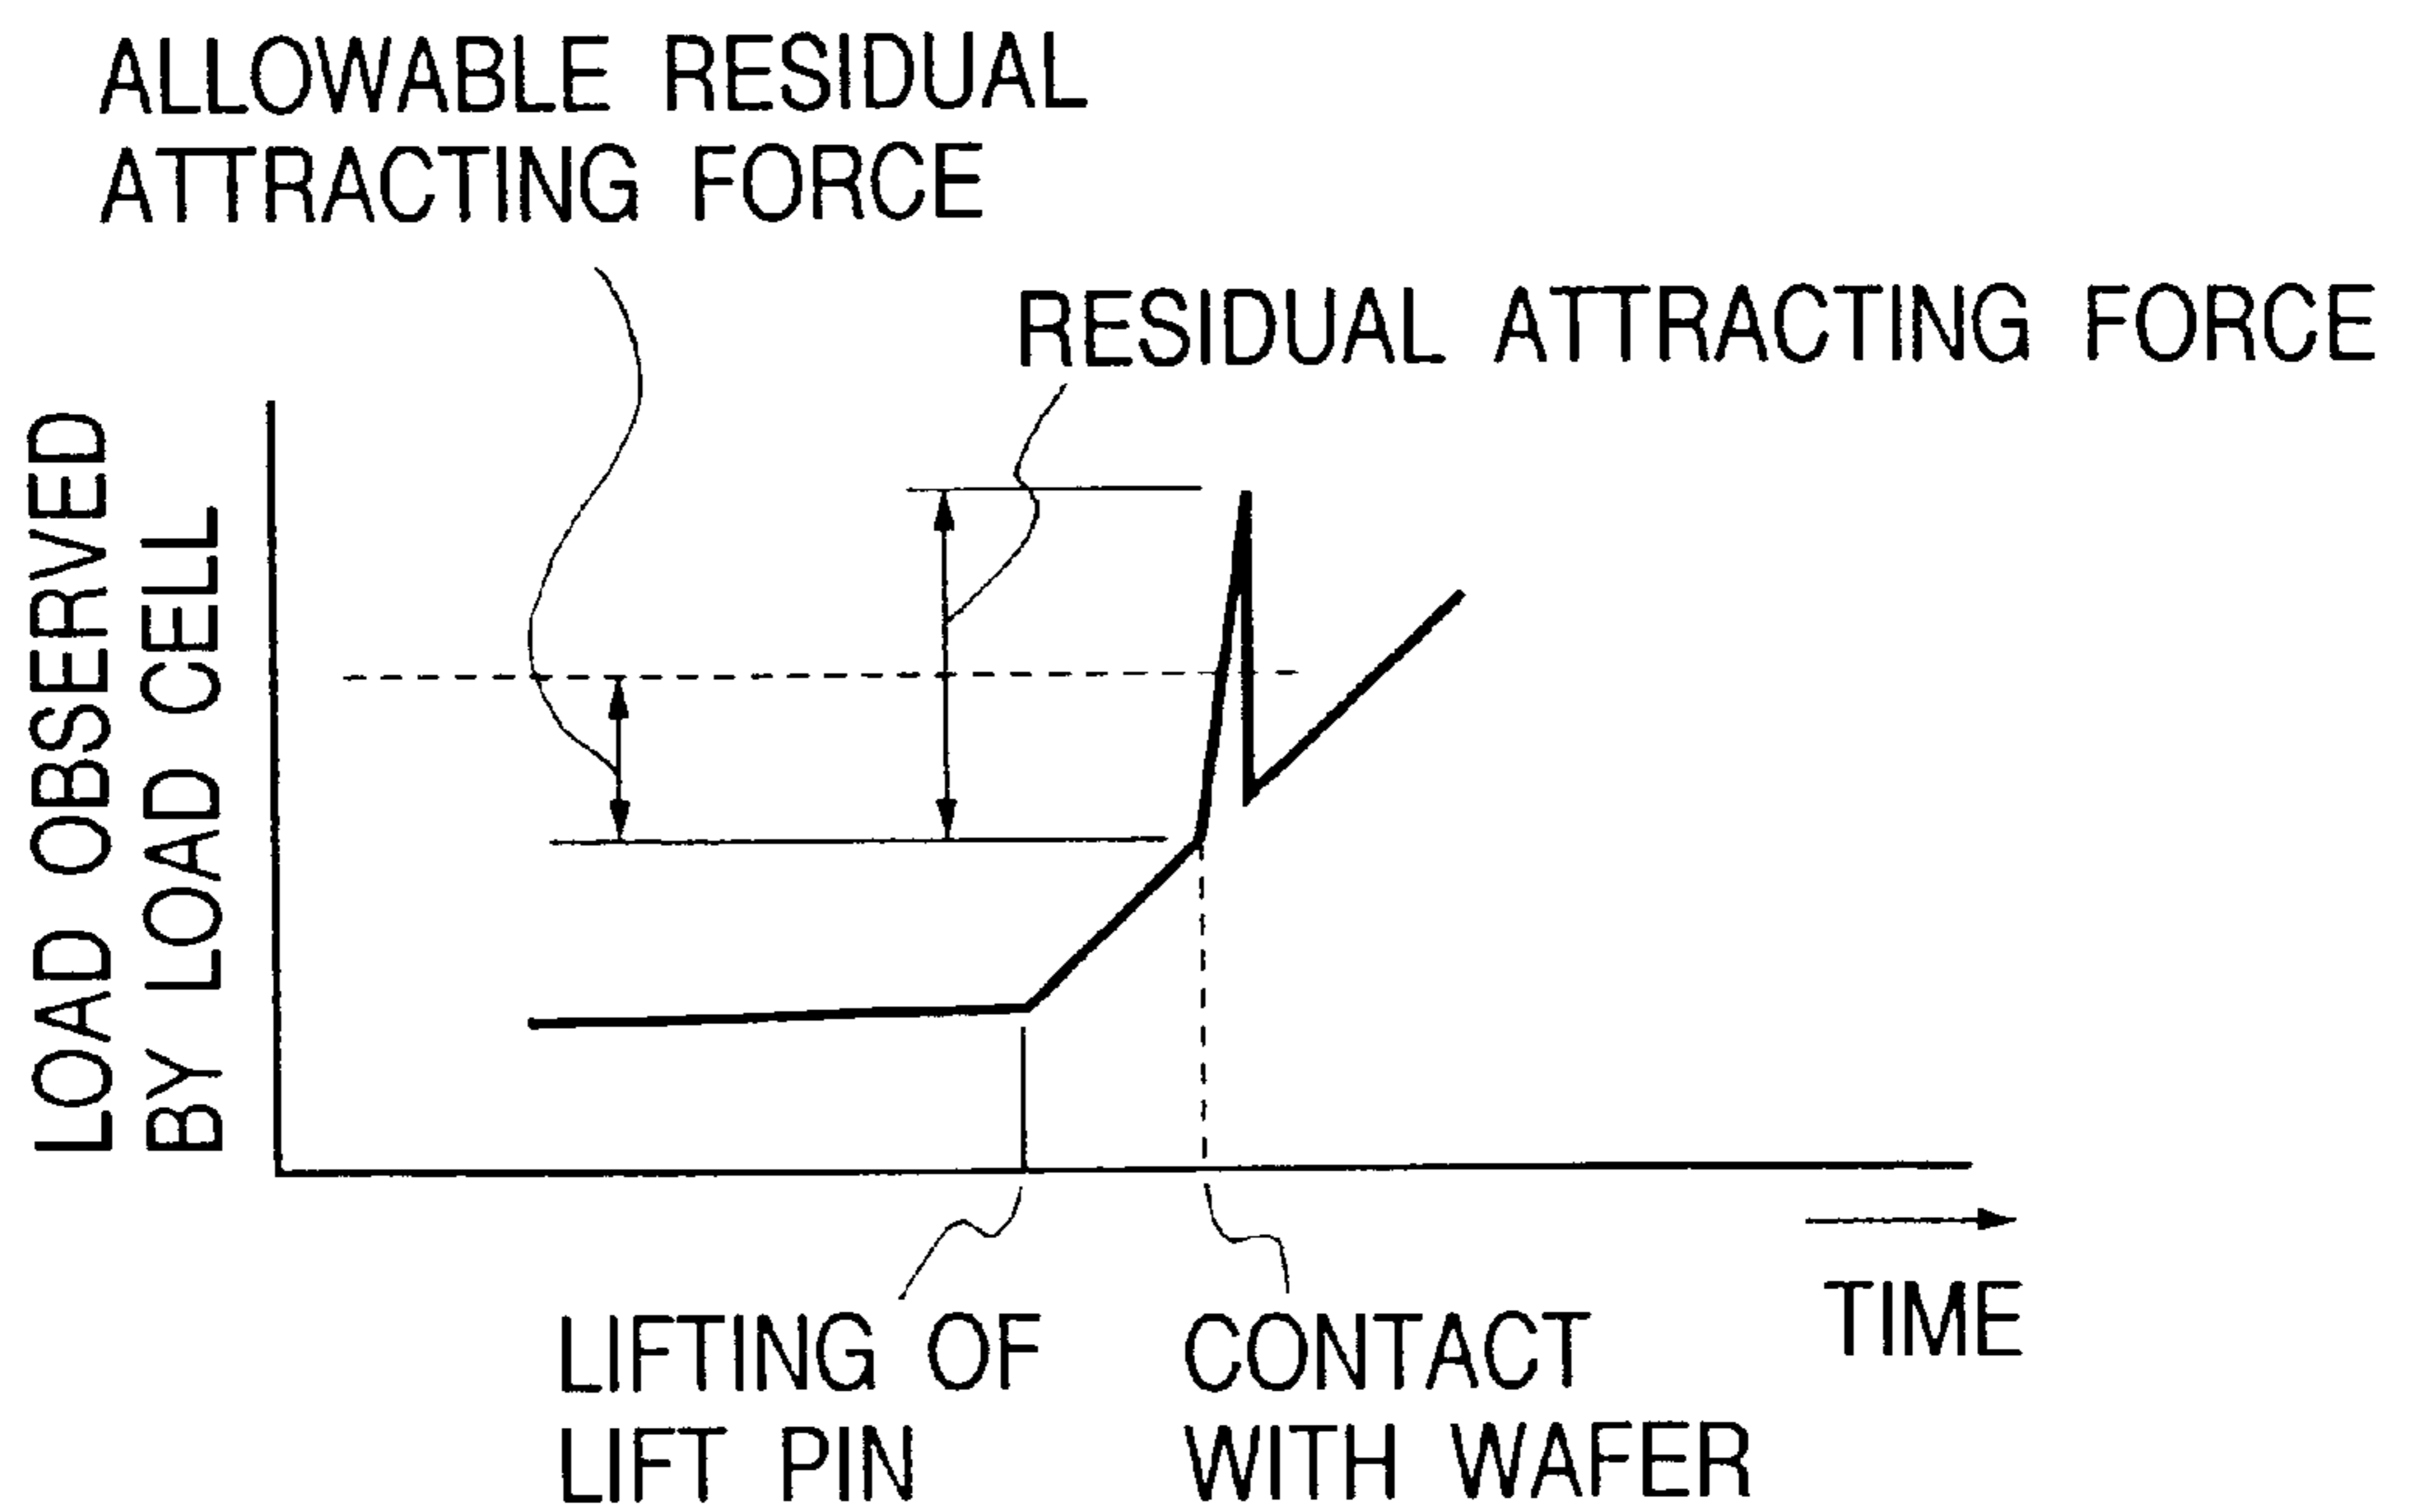 ALLOWABLE RESIDUAL
ATTRACTING FORCE
RESIDUAL ATTRACTING FORCE
LOAD OBSERVED
BY LOAD CELL
TIME
LIFTING OF
LIFT PIN
CONTACT
WITH WAFER